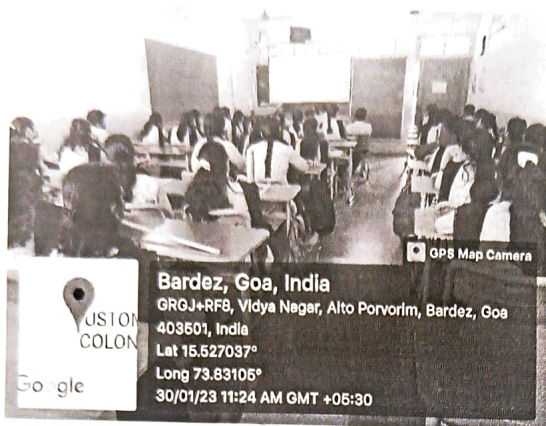 GPS Map Camera
Bardez, Goa, India
GRGJ+RF8, Vidya Nagar, Alto Porvorim, Bardez, Goa
403501, India
Lat 15.527037°
Long 73.83105°
30/01/23 11:24 AM GMT +05:30
USTOM
COLON
Google